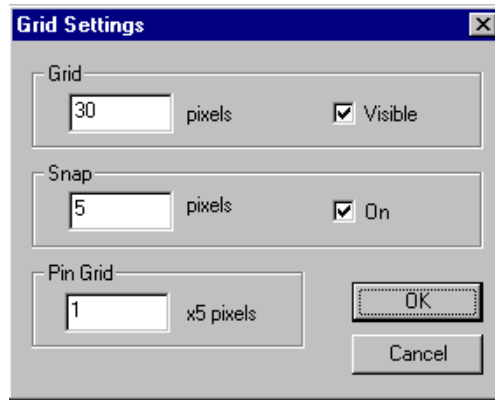 Grid Settings
Grid
30 pixels Visible
Snap
5 pixels On
Pin Grid
1 x5 pixels
OK
Cancel